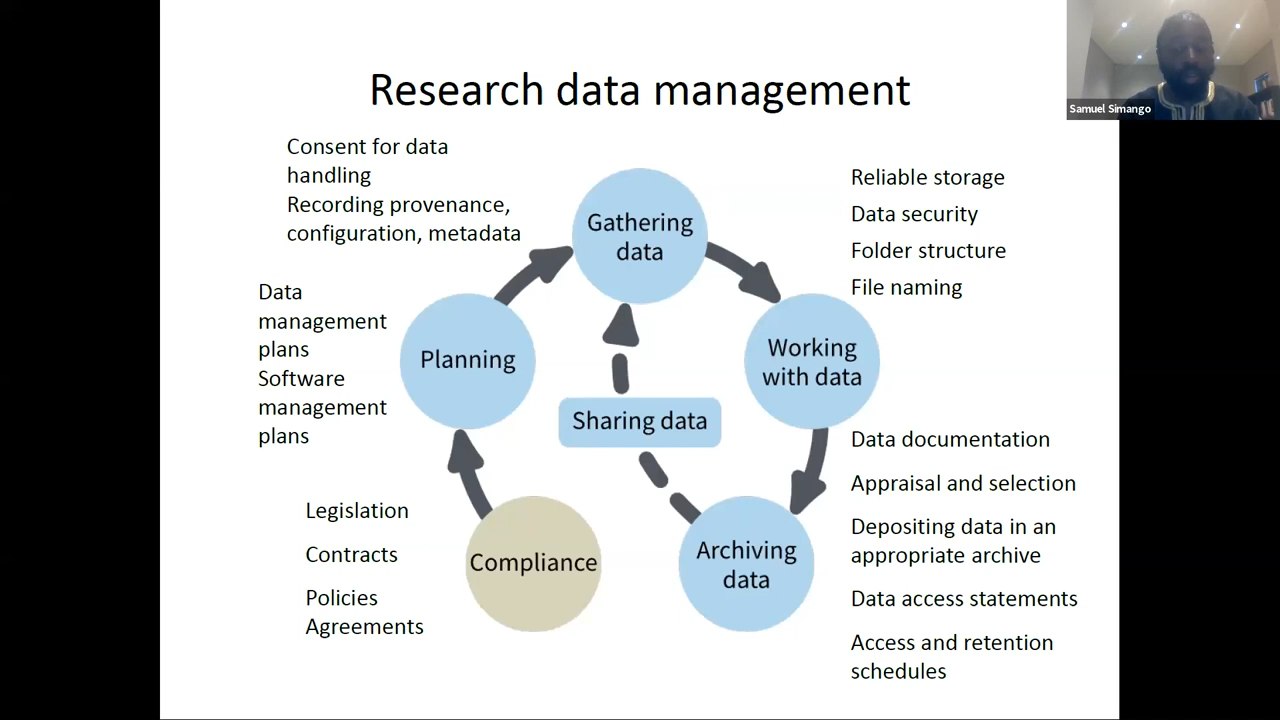 Research data management
Samuel Simango
Consent for data
handling
Recording provenance,
configuration, metadata
Gathering
data
Reliable storage
Data security
Folder structure
File naming
Data
management
plans
Software
management
plans
Planning
Working
with data
Sharing data
Data documentation
Appraisal and selection
Depositing data in an
appropriate archive
Data access statements
Access and retention
schedules
Legislation
Contracts
Policies
Agreements
Compliance
Archiving
data